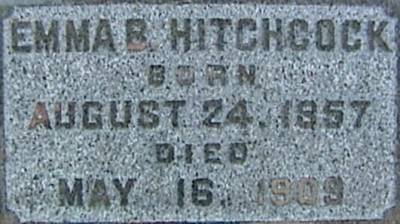 EMMA B. HITCHCOCK
BORN
AUGUST 24, 1857
DIED
MAY 16, 1909